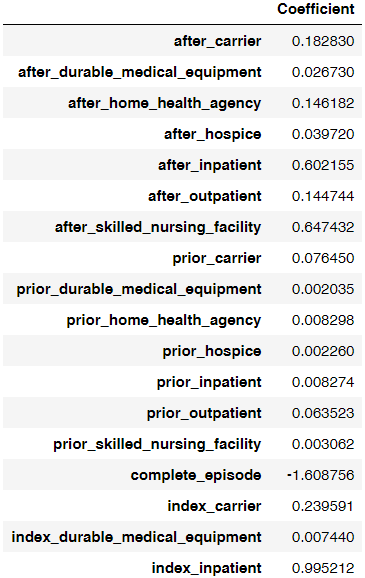 Coefficient
after_carrier 0.182830
after_durable_medical_equipment 0.026730
after_home_health_agency 0.146182
after_hospice 0.039720
after_inpatient 0.602155
after_outpatient 0.144744
after_skilled_nursing_facility 0.647432
prior_carrier 0.076450
prior_durable_medical_equipment 0.002035
prior_home_health_agency 0.008298
prior_hospice 0.002260
prior_inpatient 0.008274
prior_outpatient 0.063523
prior_skilled_nursing_facility 0.003062
complete_episode -1.608756
index_carrier 0.239591
index_durable_medical_equipment 0.007440
index_inpatient 0.995212